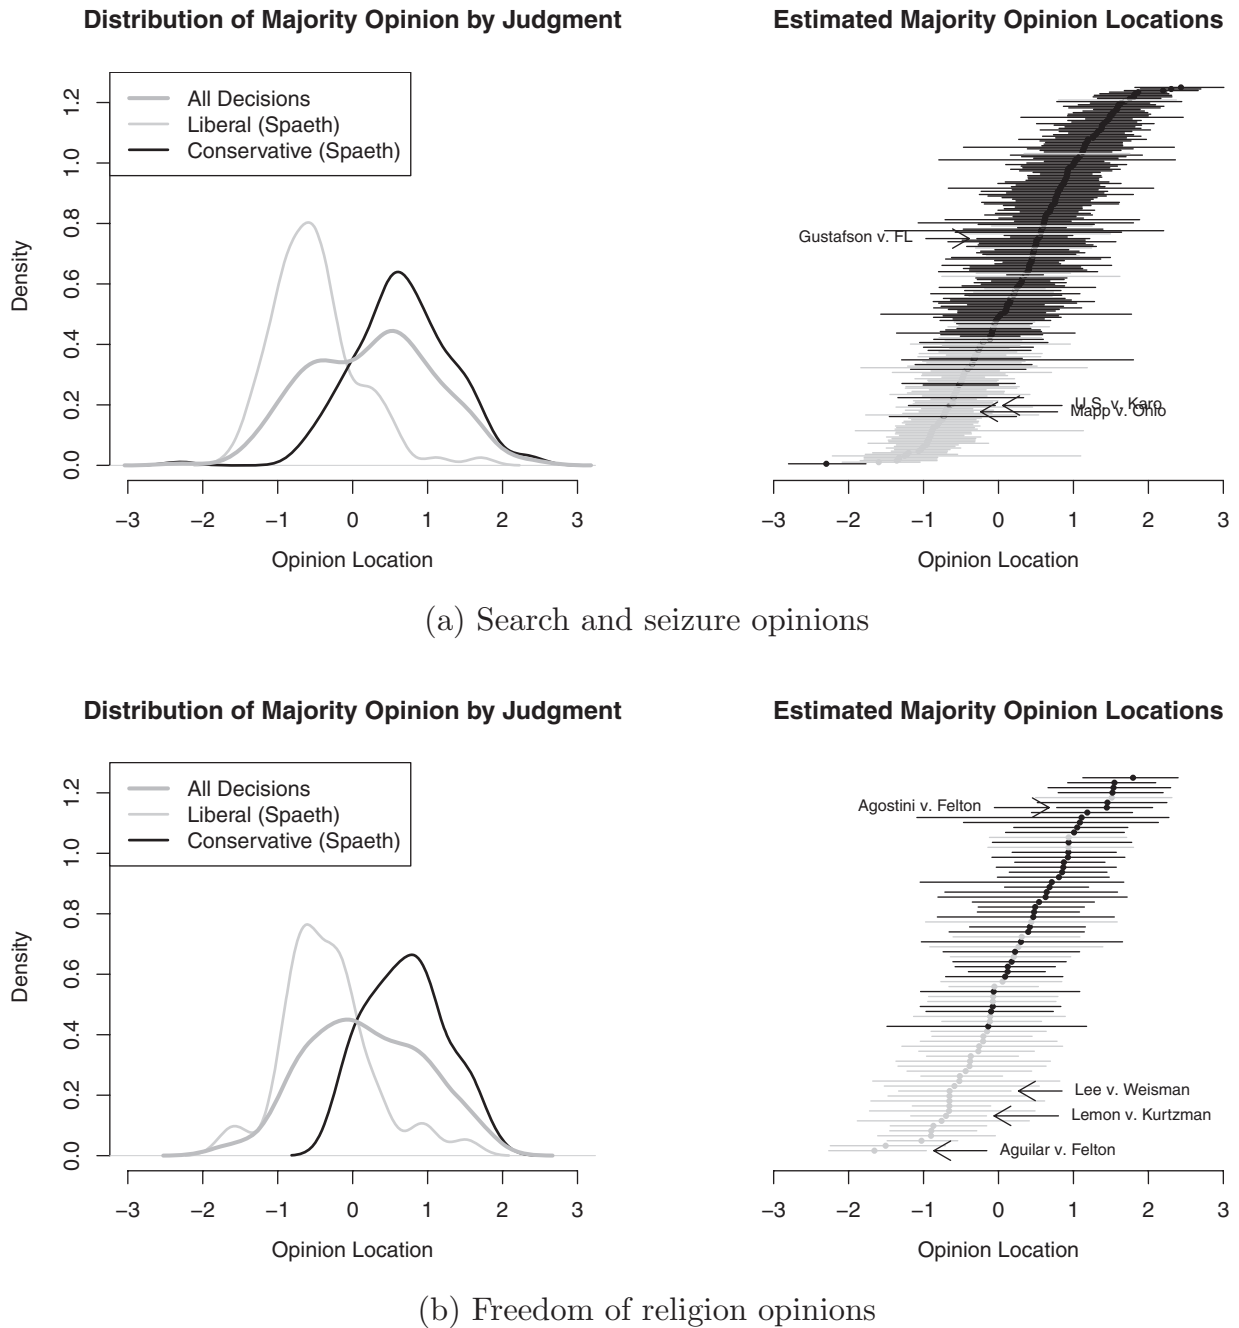 Distribution of Majority Opinion by Judgment
Density
0.0 0.2 0.4 0.6 0.8 1.0 1.2
All Decisions
Liberal (Spaeth)
Conservative (Spaeth)
−3 −2 −1 0 1 2 3
Opinion Location
Estimated Majority Opinion Locations
Gustafson v. FL
U.S. v. Karo
Mapp v. Ohio
−3 −2 −1 0 1 2 3
Opinion Location
(a) Search and seizure opinions
Distribution of Majority Opinion by Judgment
Density
0.0 0.2 0.4 0.6 0.8 1.0 1.2
All Decisions
Liberal (Spaeth)
Conservative (Spaeth)
−3 −2 −1 0 1 2 3
Opinion Location
Estimated Majority Opinion Locations
Agostini v. Felton
Lee v. Weisman
Lemon v. Kurtzman
Aguilar v. Felton
−3 −2 −1 0 1 2 3
Opinion Location
(b) Freedom of religion opinions